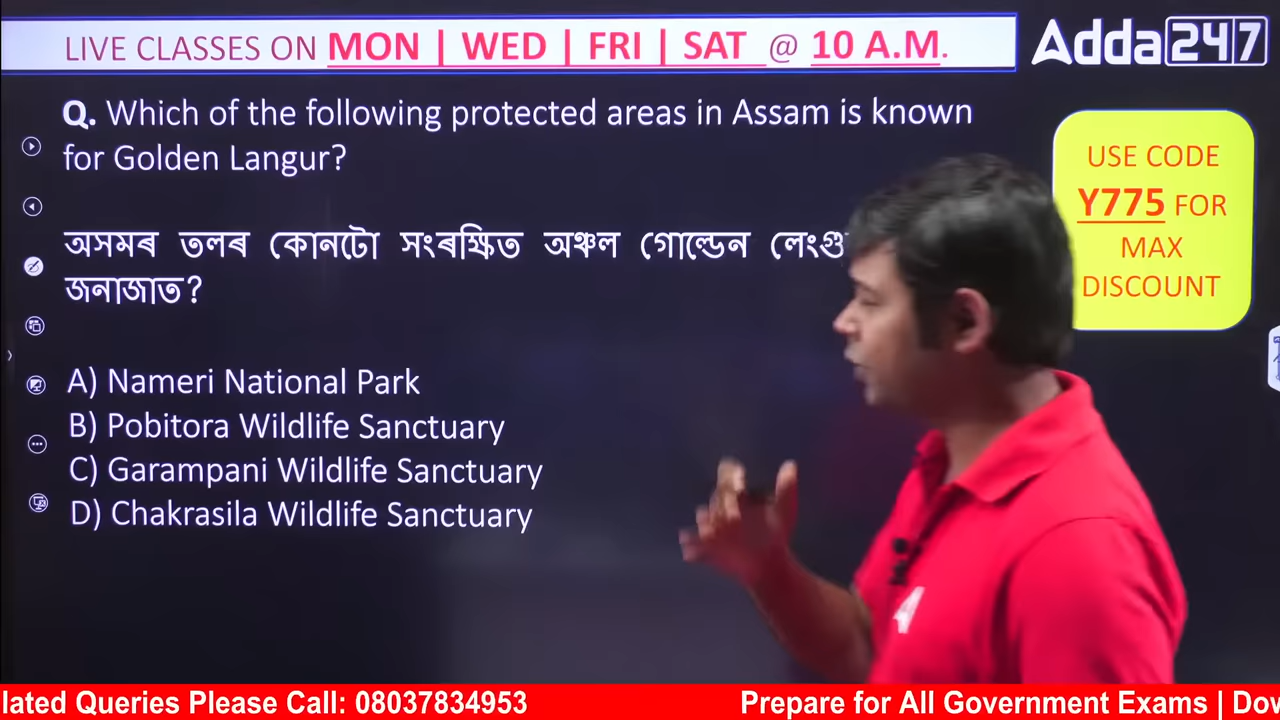 LIVE CLASSES ON MON | WED | FRI | SAT @ 10 A.M.
Adda247
Q. Which of the following protected areas in Assam is known
for Golden Langur?
USE CODE
Y775 FOR
MAX
DISCOUNT
অসমৰ তলৰ কোনটো সংৰক্ষিত অঞ্চল গোল্ডেন
জনাজাত?
A) Nameri National Park
B) Pobitora Wildlife Sanctuary
C) Garampani Wildlife Sanctuary
D) Chakrasila Wildlife Sanctuary
lated Queries Please Call: 08037834953 Prepare for All Government Exams |